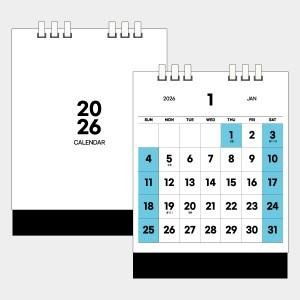 20
26
CALENDAR
2026 1 JAN
SUN MON TUE WED THU FRI SAT
1 2 3
4 5 6 7 8 9 10
11 12 13 14 15 16 17
18 19 20 21 22 23 24
25 26 27 28 29 30 31